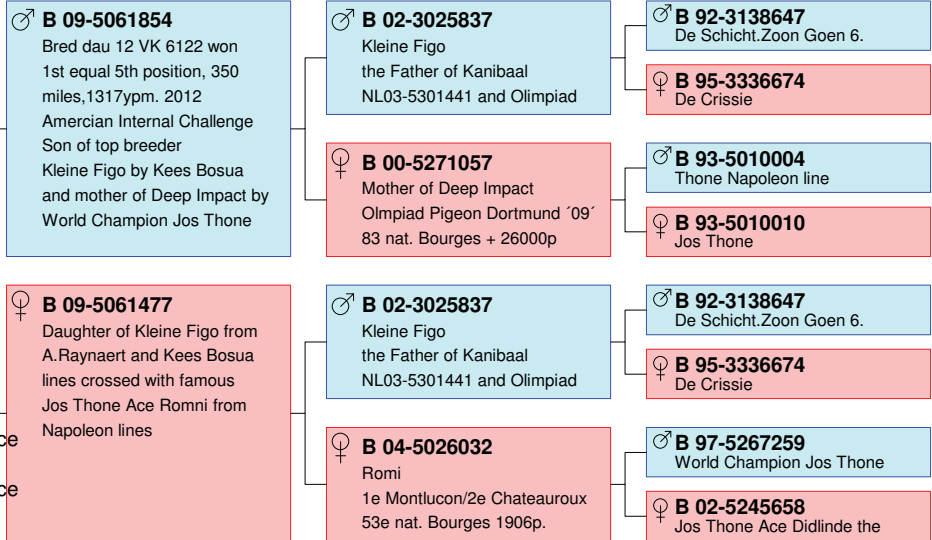 B 09-5061854
Bred dau 12 VK 6122 won
1st equal 5th position, 350
miles,1317ypm. 2012
Amercian Internal Challenge
Son of top breeder
Kleine Figo by Kees Bosua
and mother of Deep Impact by
World Champion Jos Thone
B 02-3025837
Kleine Figo
the Father of Kanibaal
NL03-5301441 and Olimpiad
B 92-3138647
De Schicht.Zoon Goen 6.
B 95-3336674
De Crissie
B 00-5271057
Mother of Deep Impact
Olmpiad Pigeon Dortmund ´09´
83 nat. Bourges + 26000p
B 93-5010004
Thone Napoleon line
B 93-5010010
Jos Thone
B 09-5061477
Daughter of Kleine Figo from
A.Raynaert and Kees Bosua
lines crossed with famous
Jos Thone Ace Romni from
Napoleon lines
ce
ce
B 02-3025837
Kleine Figo
the Father of Kanibaal
NL03-5301441 and Olimpiad
B 92-3138647
De Schicht.Zoon Goen 6.
B 95-3336674
De Crissie
B 04-5026032
Romi
1e Montlucon/2e Chateauroux
53e nat. Bourges 1906p.
B 97-5267259
World Champion Jos Thone
B 02-5245658
Jos Thone Ace Didlinde the